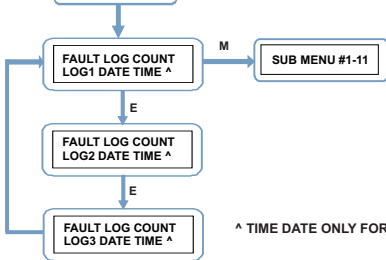 FAULT LOG COUNT
LOG1 DATE TIME ^
M
SUB MENU #1-11
E
FAULT LOG COUNT
LOG2 DATE TIME ^
E
FAULT LOG COUNT
LOG3 DATE TIME ^
^ TIME DATE ONLY FOR